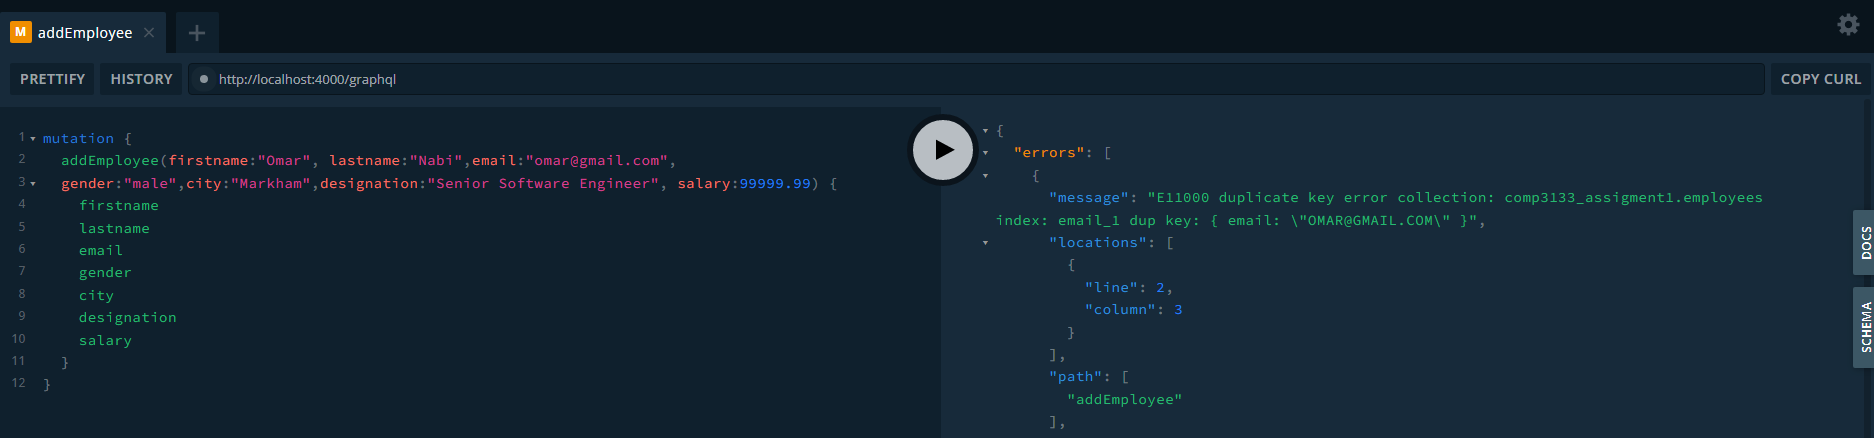 M addEmployee
PRETTIFY HISTORY http://localhost:4000/graphql COPY CURL
1 mutation {
2 addEmployee(firstname:"Omar", lastname:"Nabi",email:"omar@gmail.com",
3 gender:"male",city:"Markham",designation:"Senior Software Engineer", salary:99999.99) {
4 firstname
5 lastname
6 email
7 gender
8 city
9 designation
10 salary
11 }
12 }
{
"errors": [
{
"message": "E11000 duplicate key error collection: comp3133_assigment1.employees
index: email_1 dup key: { email: \"OMAR@GMAIL.COM\" }",
"locations": [
{
"line": 2,
"column": 3
}
],
"path": [
"addEmployee"
],
DOCS
SCHEMA